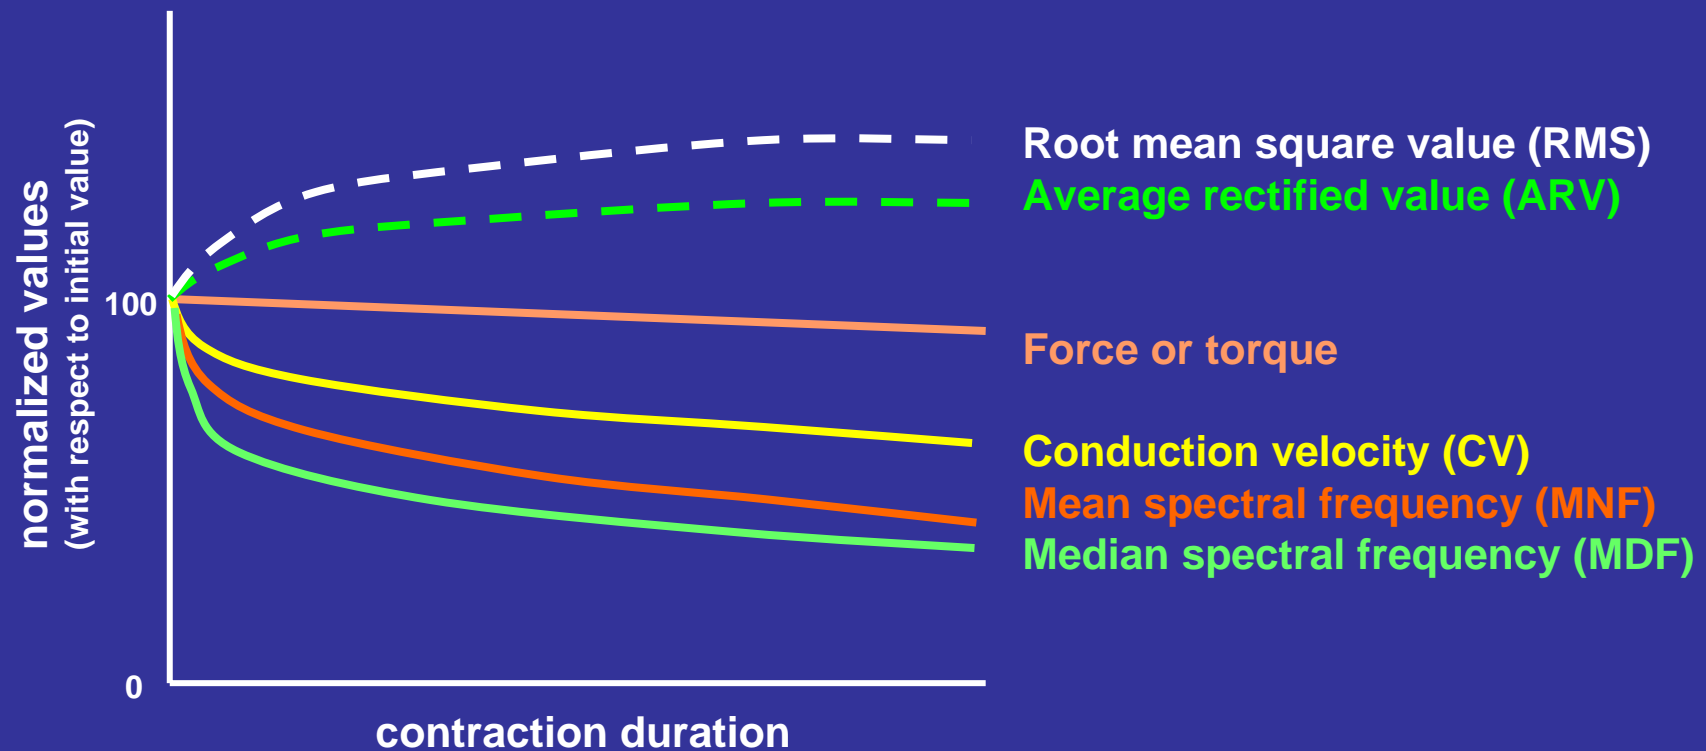 normalized values
(with respect to initial value)
100
0
contraction duration
Root mean square value (RMS)
Average rectified value (ARV)
Force or torque
Conduction velocity (CV)
Mean spectral frequency (MNF)
Median spectral frequency (MDF)